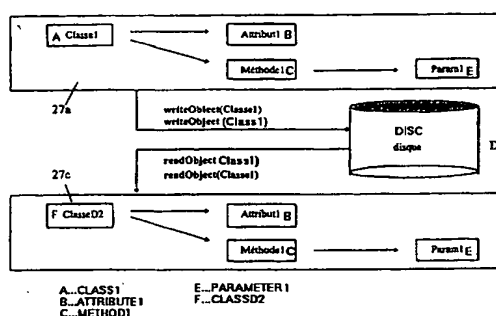 A Classe1
Attribut1 B
Méthode1 C
Param1 E
27a
writeObject(Classe1)
writeObject (Class1)
DISC
disque
D
readObject Class1)
readObject(Classe1)
27c
F ClasseD2
Attribut1 B
Méthode1 C
Param1 E
A...CLASS1
B...ATTRIBUTE1
C...METHOD1
E...PARAMETER1
F...CLASSD2